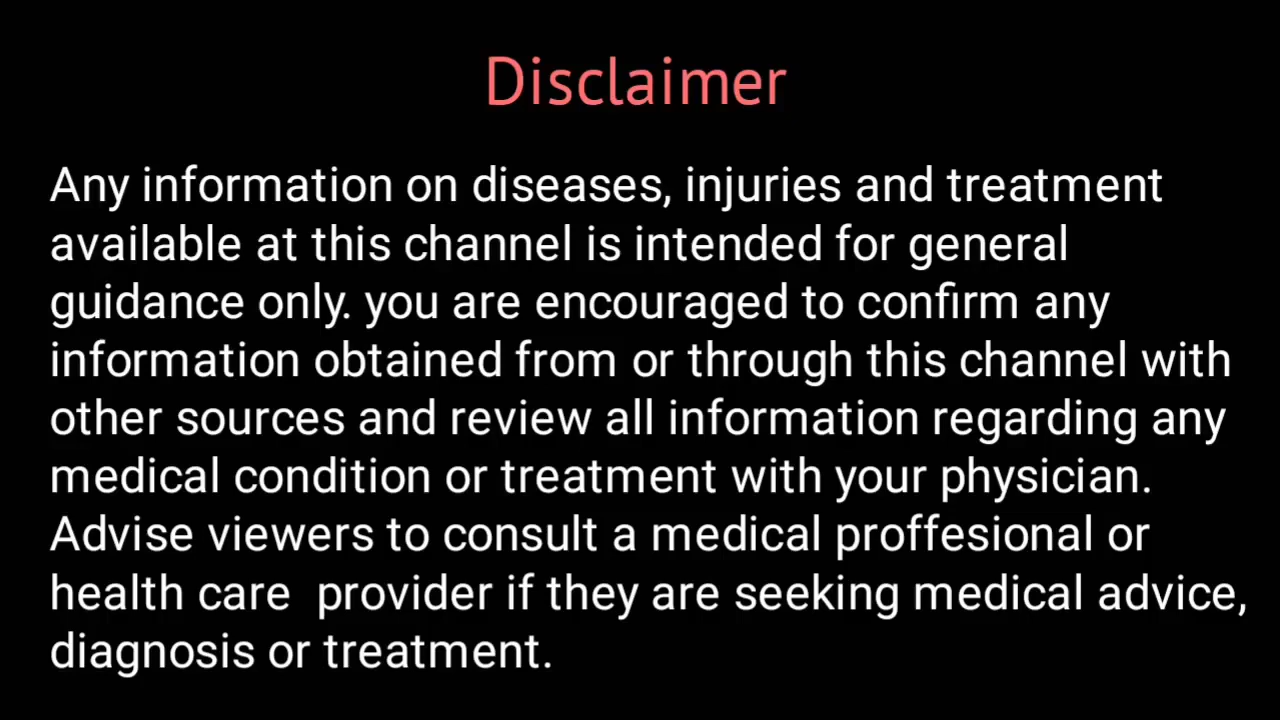 Disclaimer
Any information on diseases, injuries and treatment
available at this channel is intended for general
guidance only. you are encouraged to confirm any
information obtained from or through this channel with
other sources and review all information regarding any
medical condition or treatment with your physician.
Advise viewers to consult a medical proffesional or
health care  provider if they are seeking medical advice,
diagnosis or treatment.